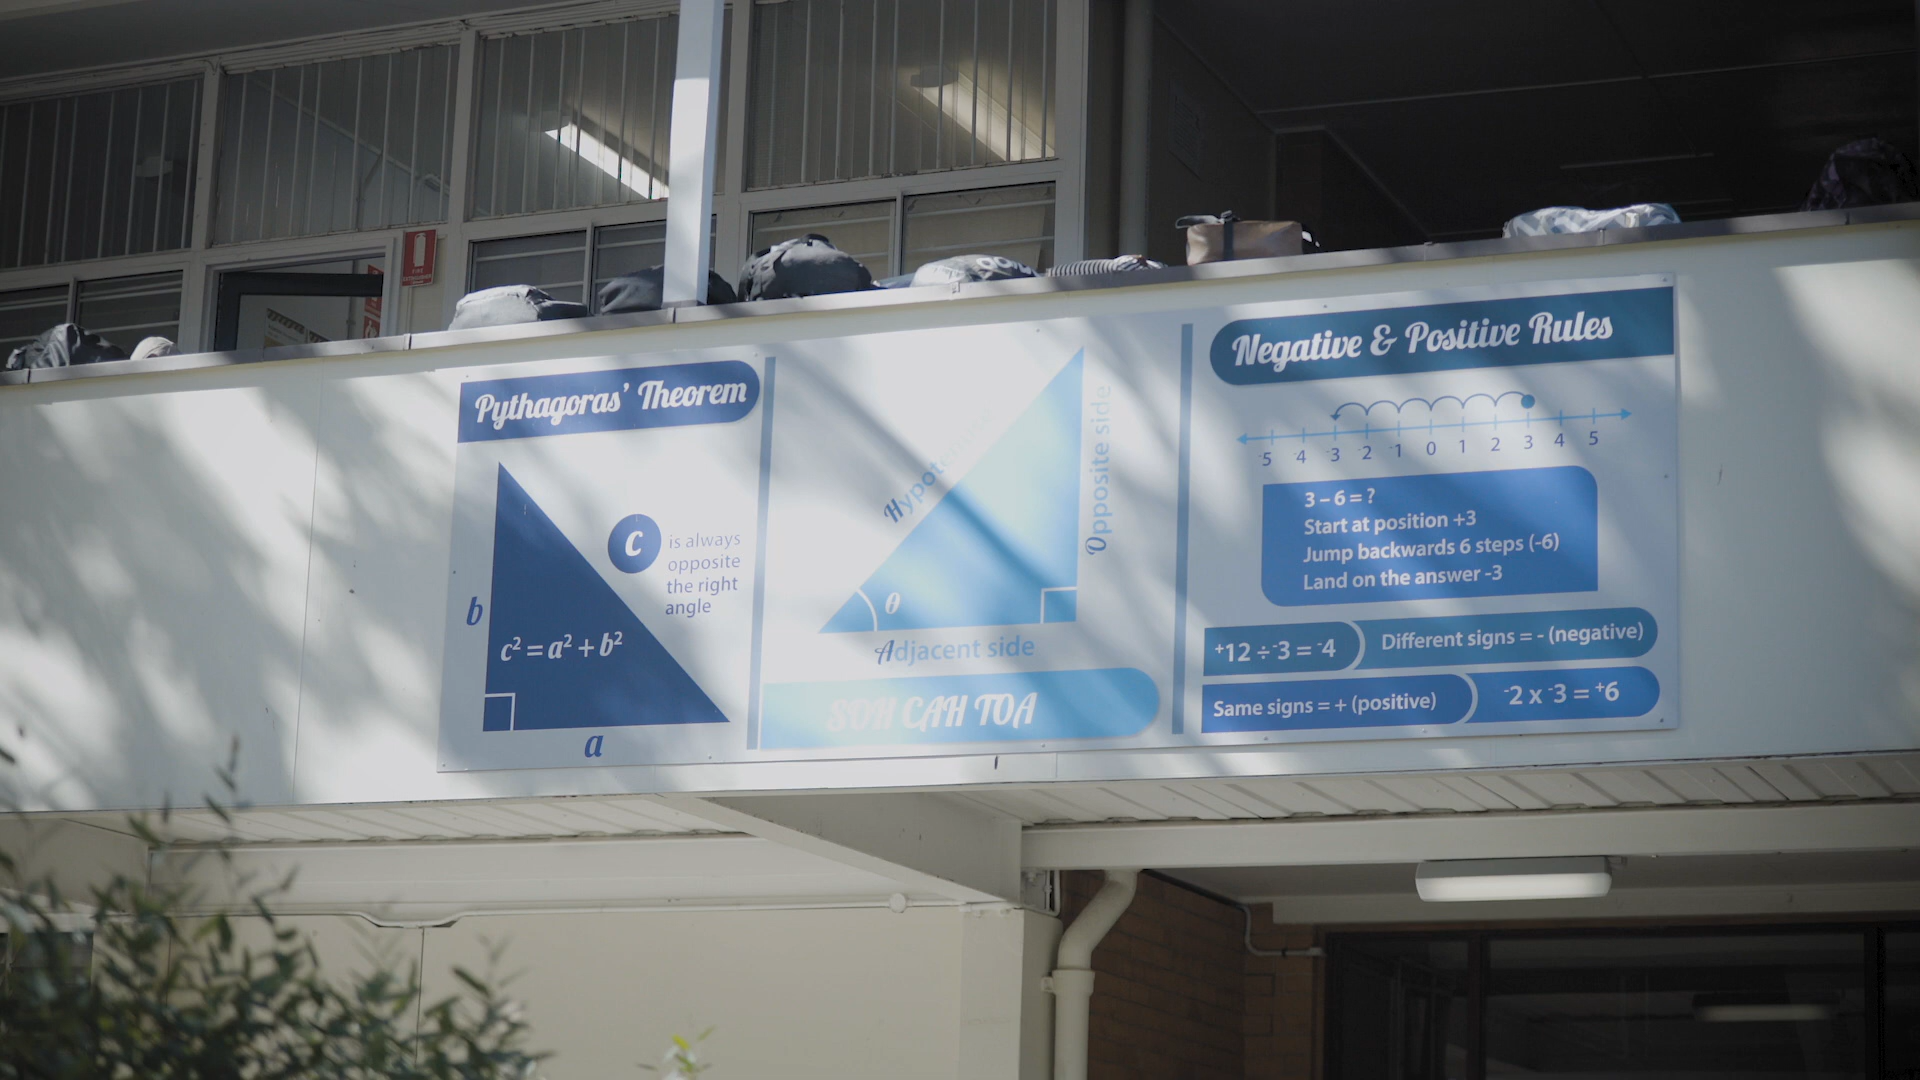 Pythagoras' Theorem
c is always
opposite
the right
angle
b
c² = a² + b²
a
Hypotenuse
Opposite side
θ
Adjacent side
SOH CAH TOA
Negative & Positive Rules
-5 -4 -3 -2 -1 0 1 2 3 4 5
3 – 6 = ?
Start at position +3
Jump backwards 6 steps (-6)
Land on the answer -3
⁺12 ÷ ⁻3 = ⁻4
Different signs = - (negative)
Same signs = + (positive)
⁻2 x ⁻3 = ⁺6
FIRE
EXTINGUISHER